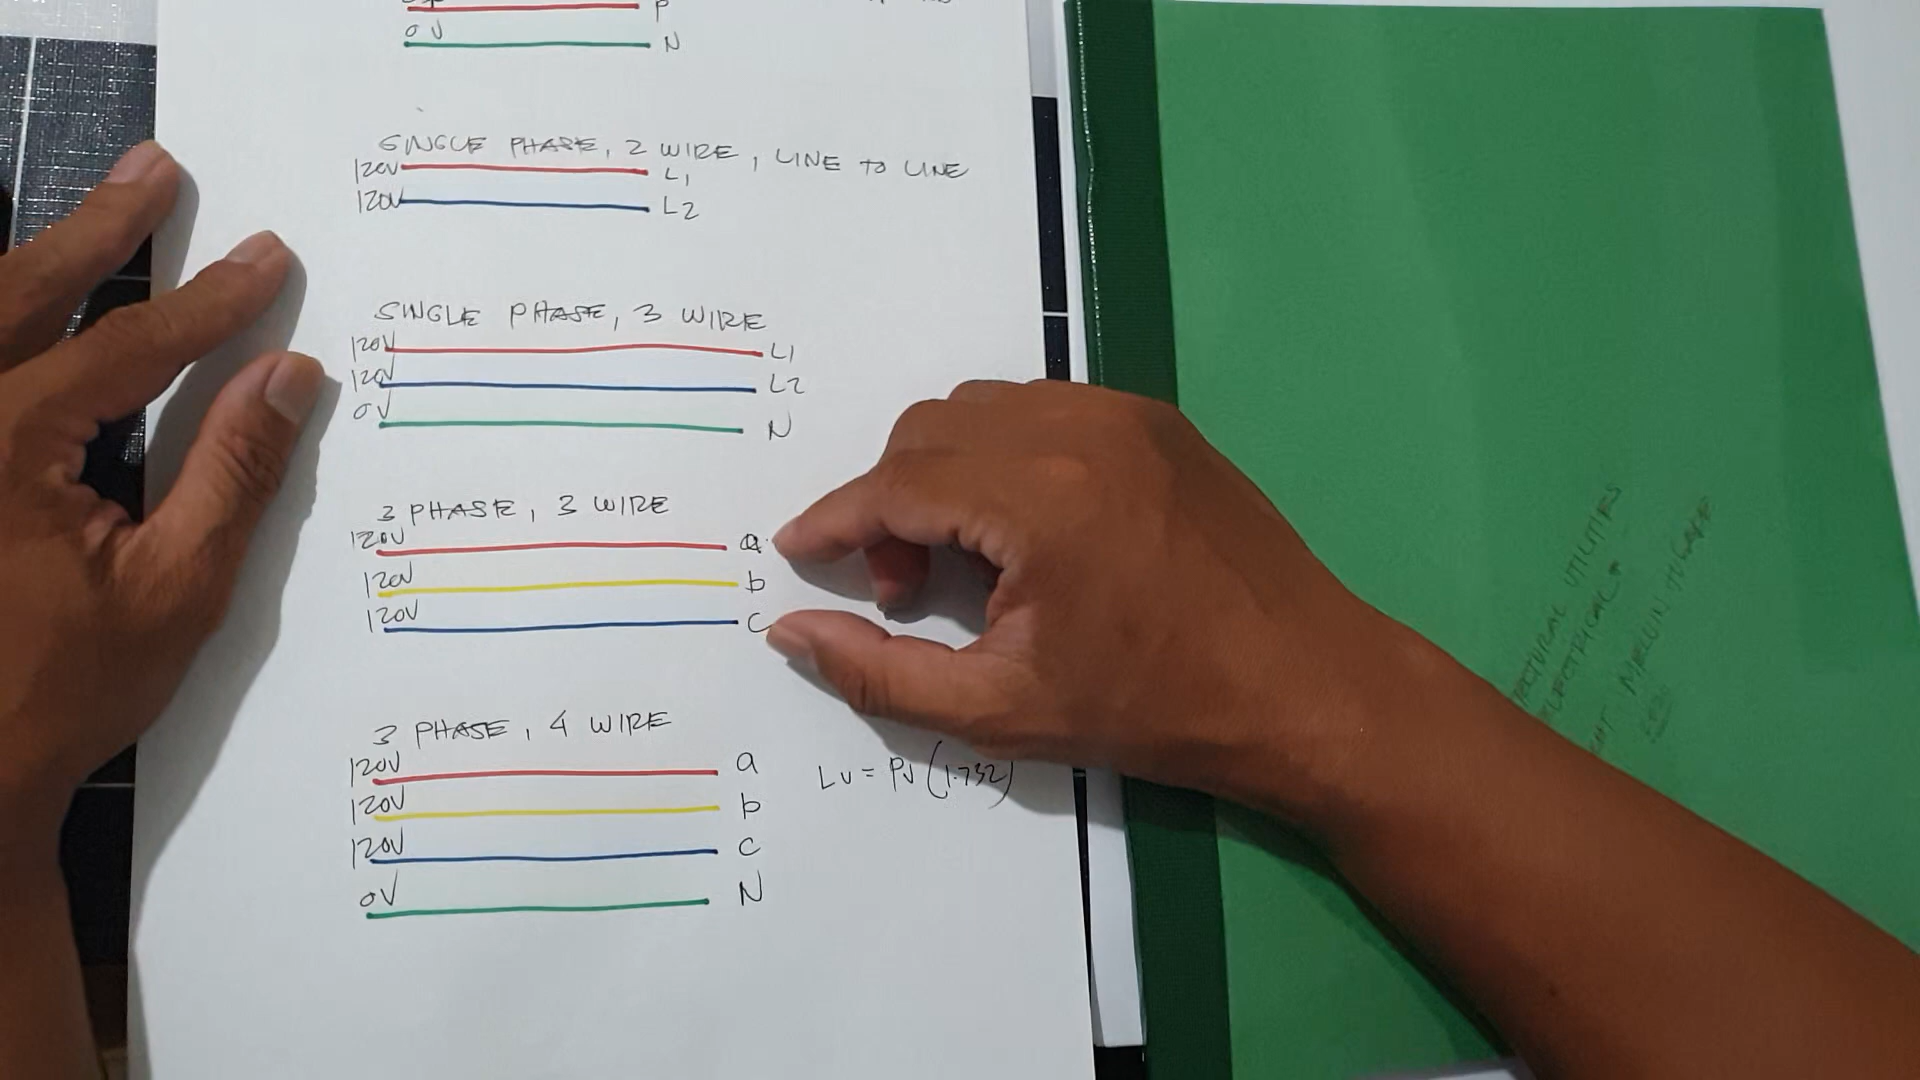 P
0V N
SINGLE PHASE, 2 WIRE, LINE TO LINE
120V L1
120V L2
SINGLE PHASE, 3 WIRE
120V L1
120V L2
0V N
3 PHASE, 3 WIRE
120V a
120V b
120V C
3 PHASE, 4 WIRE
120V a
120V b
120V C
0V N
LV = PV (1.732)
UTILITIES
ELECTRICAL